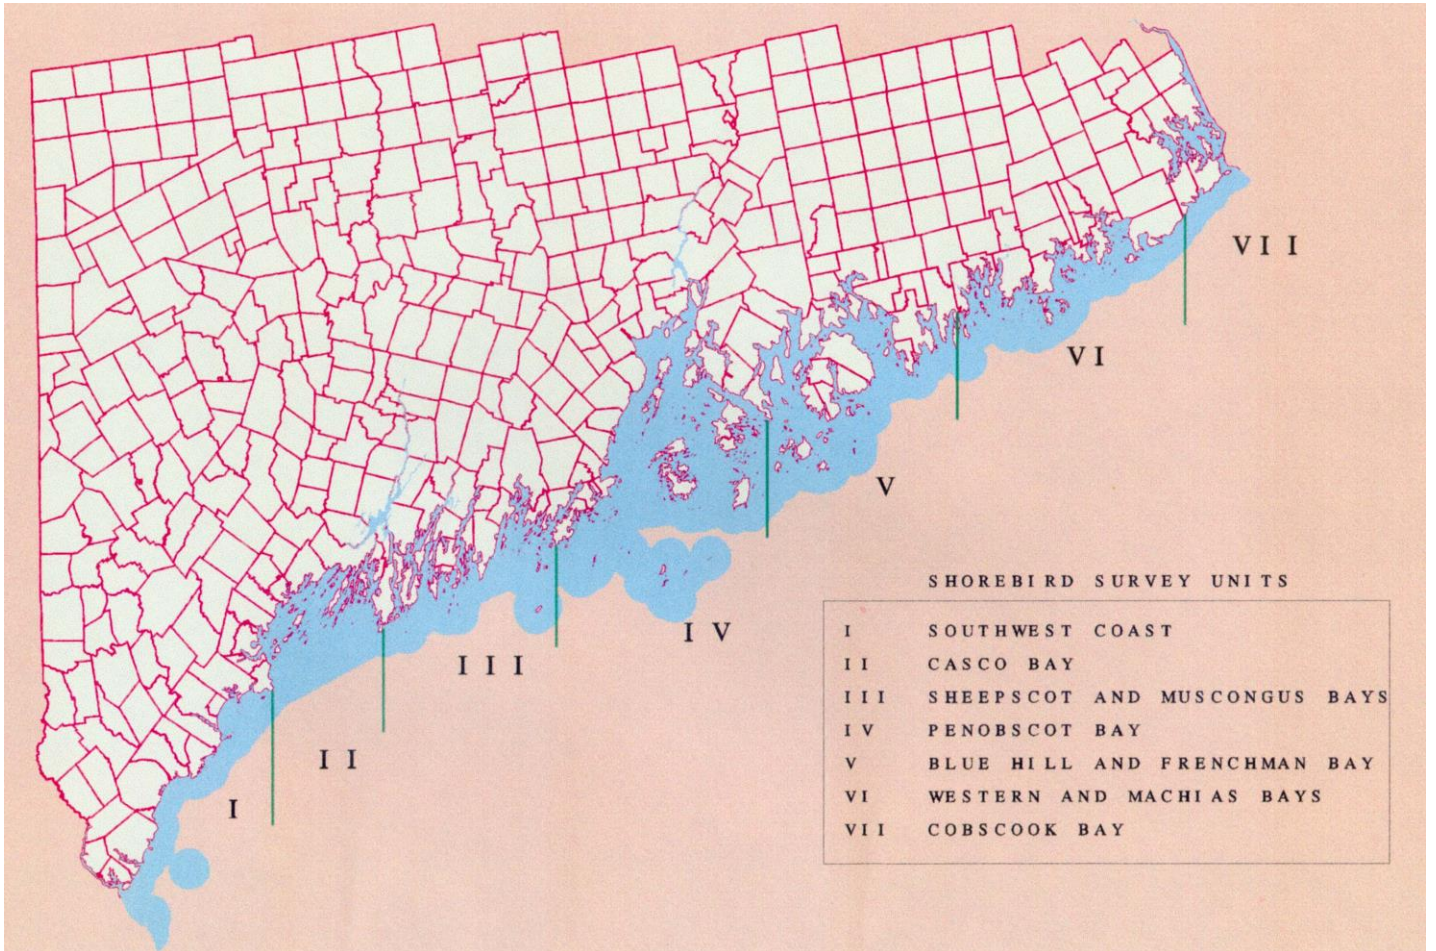 VII
VI
V
SHOREBIRD SURVEY UNITS
I SOUTHWEST COAST
IV
II CASCO BAY
III
III SHEEPSCOT AND MUSCONGUS BAYS
IV PENOBSCOT BAY
II
V BLUE HILL AND FRENCHMAN BAY
VI WESTERN AND MACHIAS BAYS
I
VII COBSCOOK BAY